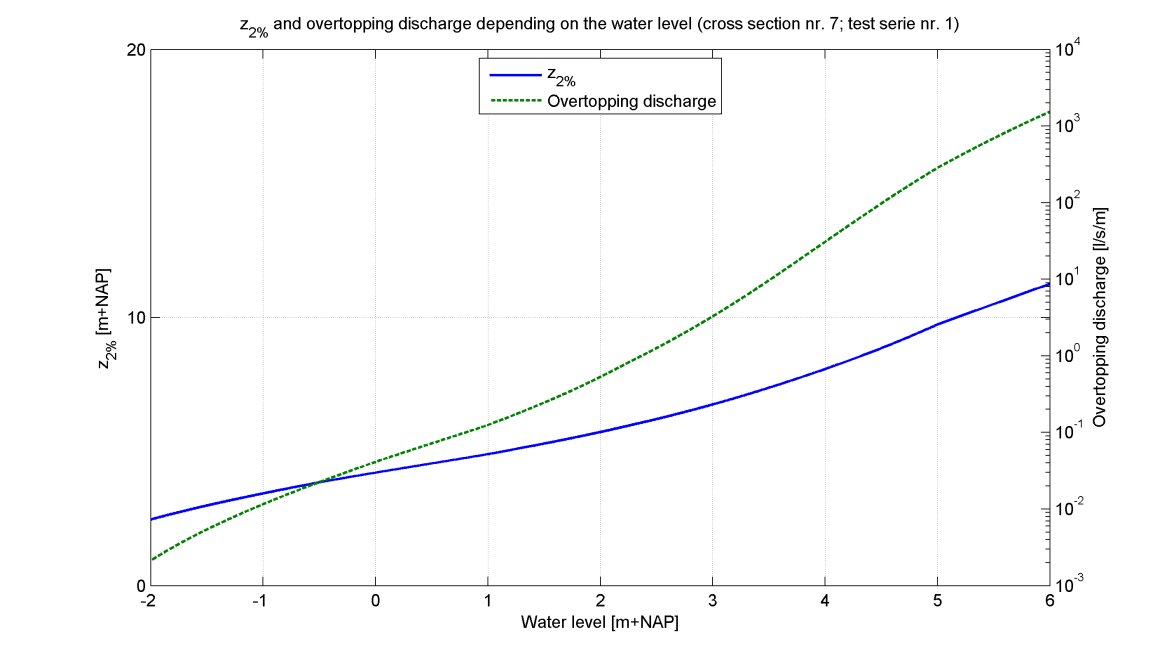 z2% and overtopping discharge depending on the water level (cross section nr. 7; test serie nr. 1)
z2%
Overtopping discharge
20
10
0
z2% [m+NAP]
10^4
10^3
10^2
10^1
10^0
10^-1
10^-2
10^-3
Overtopping discharge [l/s/m]
-2 -1 0 1 2 3 4 5 6
Water level [m+NAP]